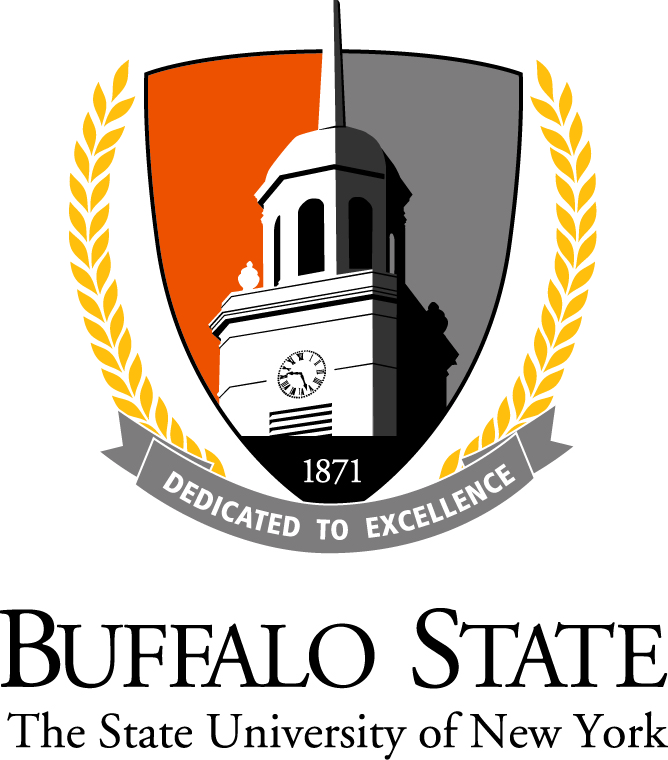 1871
DEDICATED TO EXCELLENCE
BUFFALO STATE
The State University of New York